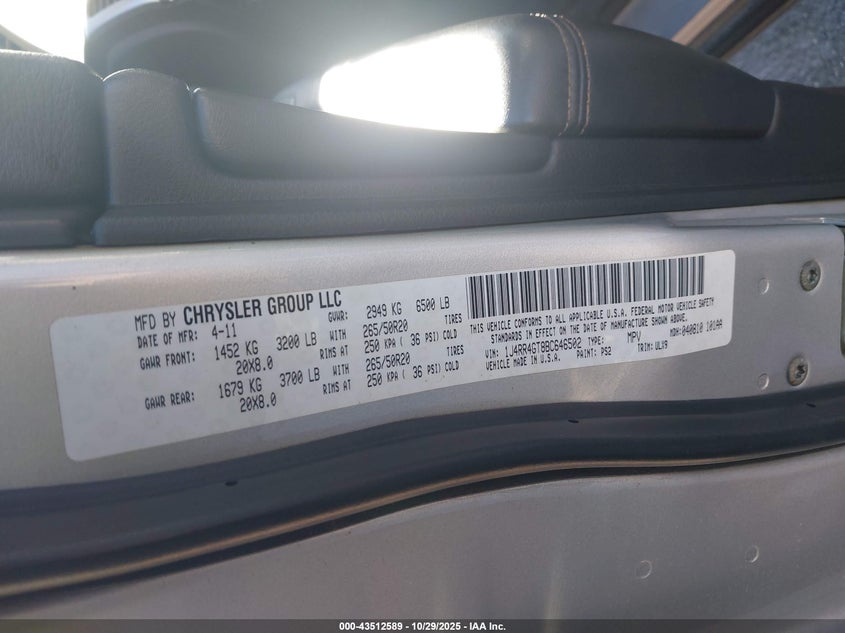 MFD BY CHRYSLER GROUP LLC
DATE OF MFR: 4-11 GVWR: 2949 KG 6500 LB
GAWR FRONT: 1452 KG 3200 LB WITH 265/50R20 TIRES
20X8.0 RIMS AT 250 KPA ( 36 PSI) COLD
GAWR REAR: 1679 KG 3700 LB WITH 265/50R20 TIRES
20X8.0 RIMS AT 250 KPA ( 36 PSI) COLD
THIS VEHICLE CONFORMS TO ALL APPLICABLE U.S.A. FEDERAL MOTOR VEHICLE SAFETY
STANDARDS IN EFFECT ON THE DATE OF MANUFACTURE SHOWN ABOVE.
VIN: 1J4RR4GT8BC646502 TYPE: MPV MDH: 040810 101AA
VEHICLE MADE IN U.S.A. PAINT: PS2 TRIM: ULX9
000-43512589 - 10/29/2025 - IAA Inc.